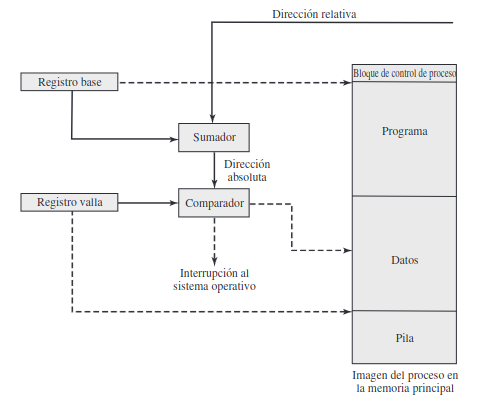 Dirección relativa
Bloque de control de proceso
Registro base
Programa
Sumador
Dirección
absoluta
Registro valla
Comparador
Datos
Interrupción al
sistema operativo
Pila
Imagen del proceso en
la memoria principal